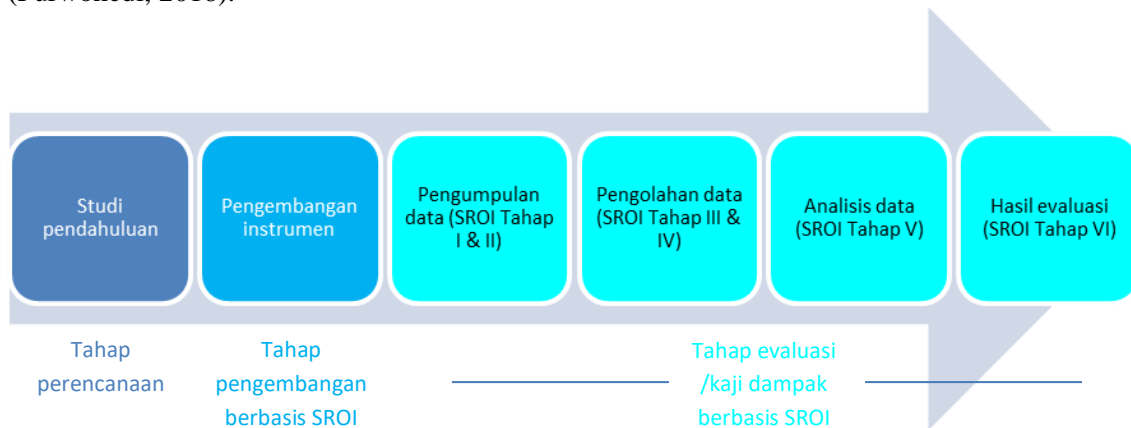 Studi
pendahuluan
Pengembangan
instrumen
Pengumpulan
data (SROI Tahap
I & II)
Pengolahan data
(SROI Tahap III &
IV)
Analisis data
(SROI Tahap V)
Hasil evaluasi
(SROI Tahap VI)
Tahap
perencanaan
Tahap
pengembangan
berbasis SROI
Tahap evaluasi
/kaji dampak
berbasis SROI